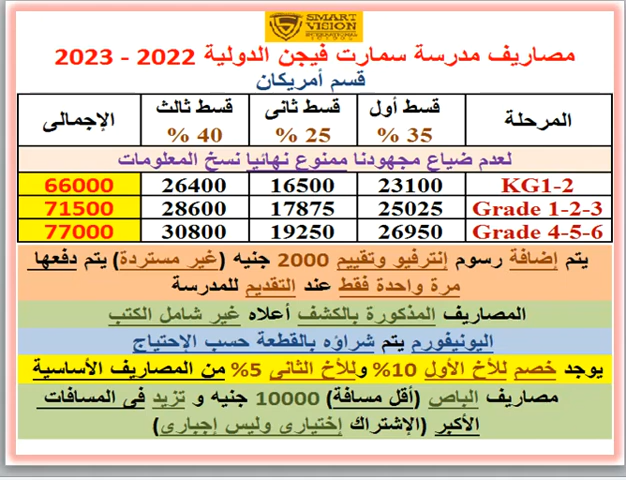 SMART
VISION
INTERNATIONAL
مصاريف مدرسة سمارت فيجن الدولية 2022 - 2023
قسم أمريكان
المرحلة قسط أول 35 % قسط ثانى 25 % قسط ثالث 40 % الإجمالى
لعدم ضياع مجهودنا ممنوع نهائيا نسخ المعلومات
KG1-2 23100 16500 26400 66000
Grade 1-2-3 25025 17875 28600 71500
Grade 4-5-6 26950 19250 30800 77000
يتم إضافة رسوم إنترفيو وتقييم 2000 جنيه (غير مستردة) يتم دفعها
مرة واحدة فقط عند التقديم للمدرسة
المصاريف المذكورة بالكشف أعلاه غير شامل الكتب
اليونيفورم يتم شراؤه بالقطعة حسب الإحتياج
يوجد خصم للأخ الأول 10% وللأخ الثانى 5% من المصاريف الأساسية
مصاريف الباص (أقل مسافة) 10000 جنيه و تزيد فى المسافات
الأكبر (الإشتراك إختيارى وليس إجبارى)